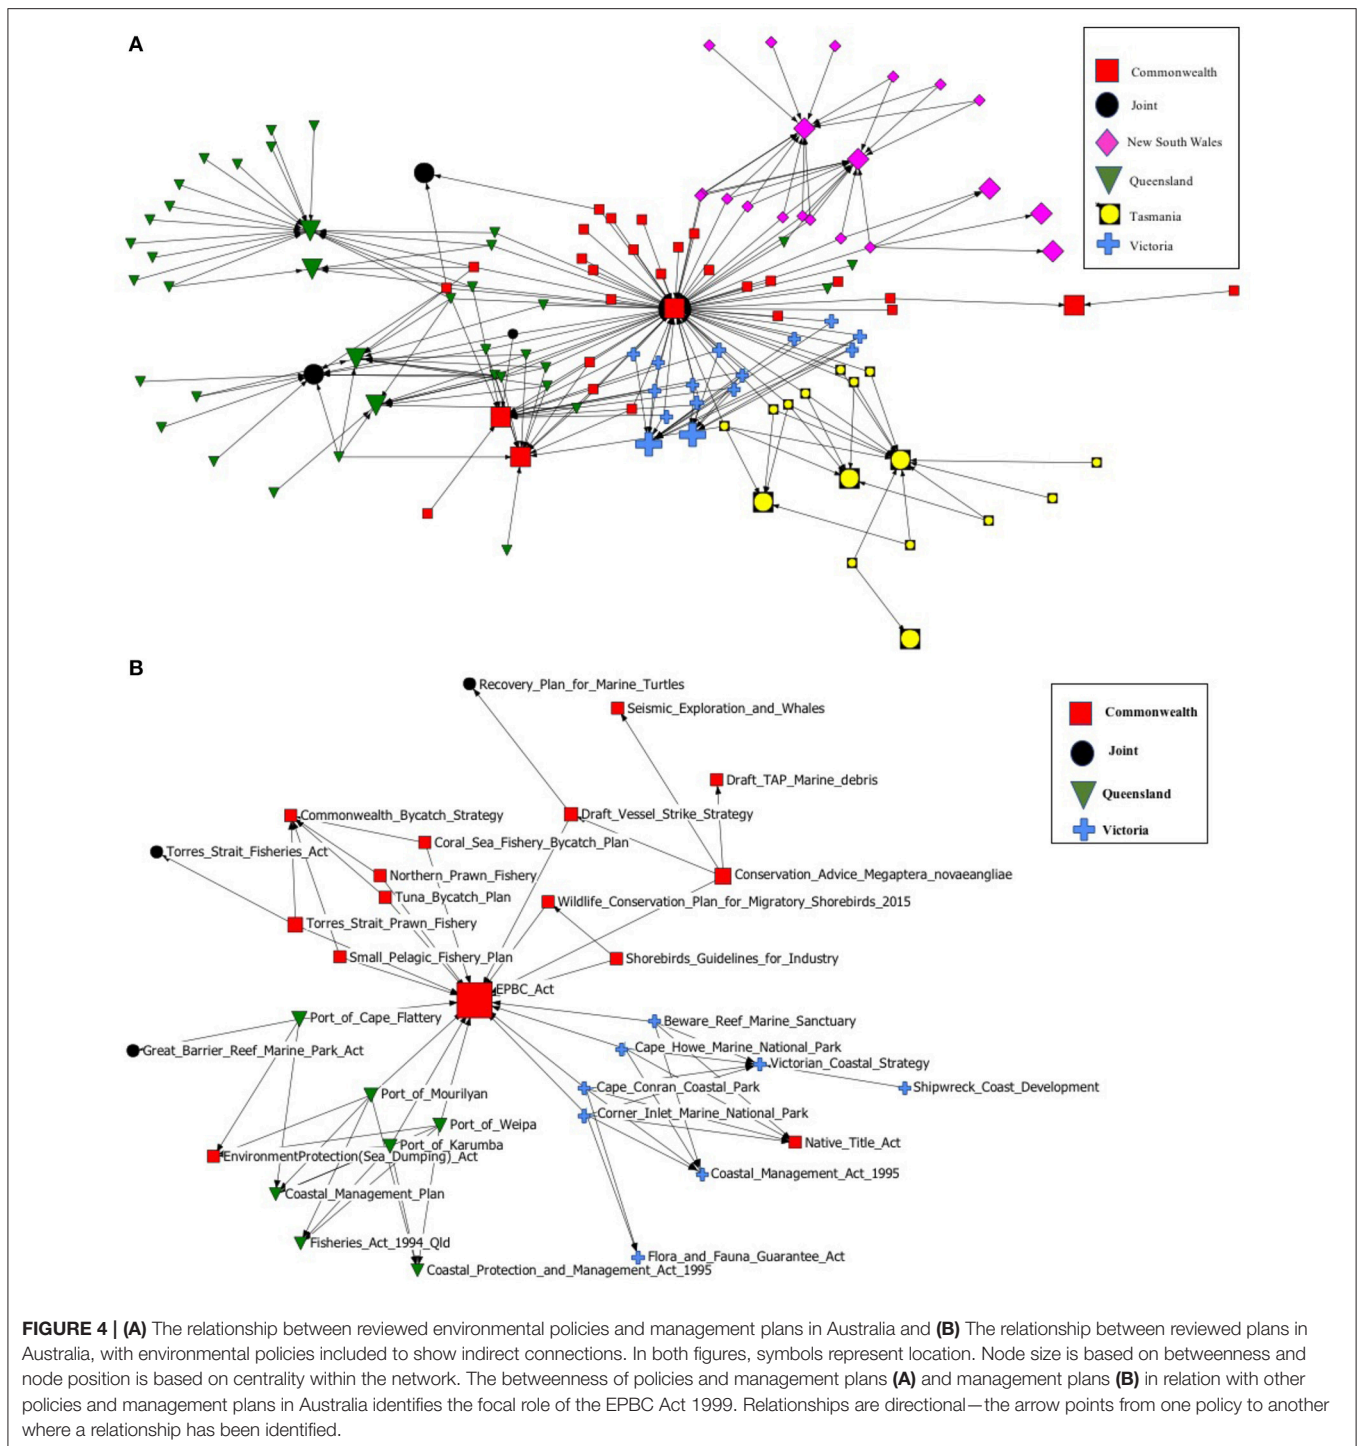 A
Commonwealth
Joint
New South Wales
Queensland
Tasmania
Victoria
B
Recovery_Plan_for_Marine_Turtles
Seismic_Exploration_and_Whales
Commonwealth
Joint
Queensland
Victoria
Draft_TAP_Marine_debris
Commonwealth_Bycatch_Strategy
Draft_Vessel_Strike_Strategy
Coral_Sea_Fishery_Bycatch_Plan
Torres_Strait_Fisheries_Act
Northern_Prawn_Fishery
Conservation_Advice_Megaptera_novaeangliae
Tuna_Bycatch_Plan
Wildlife_Conservation_Plan_for_Migratory_Shorebirds_2015
Torres_Strait_Prawn_Fishery
Small_Pelagic_Fishery_Plan
Shorebirds_Guidelines_for_Industry
EPBC_Act
Port_of_Cape_Flattery
Beware_Reef_Marine_Sanctuary
Great_Barrier_Reef_Marine_Park_Act
Cape_Howe_Marine_National_Park
Victorian_Coastal_Strategy
Port_of_Mourilyan
Cape_Conran_Coastal_Park
Shipwreck_Coast_Development
Port_of_Weipa
Corner_Inlet_Marine_National_Park
Port_of_Karumba
Native_Title_Act
EnvironmentProtection(Sea_Dumping)_Act
Coastal_Management_Act_1995
Coastal_Management_Plan
Fisheries_Act_1994_Qld
Flora_and_Fauna_Guarantee_Act
Coastal_Protection_and_Management_Act_1995
FIGURE 4 | (A) The relationship between reviewed environmental policies and management plans in Australia and (B) The relationship between reviewed plans in
Australia, with environmental policies included to show indirect connections. In both figures, symbols represent location. Node size is based on betweenness and
node position is based on centrality within the network. The betweenness of policies and management plans (A) and management plans (B) in relation with other
policies and management plans in Australia identifies the focal role of the EPBC Act 1999. Relationships are directional—the arrow points from one policy to another
where a relationship has been identified.